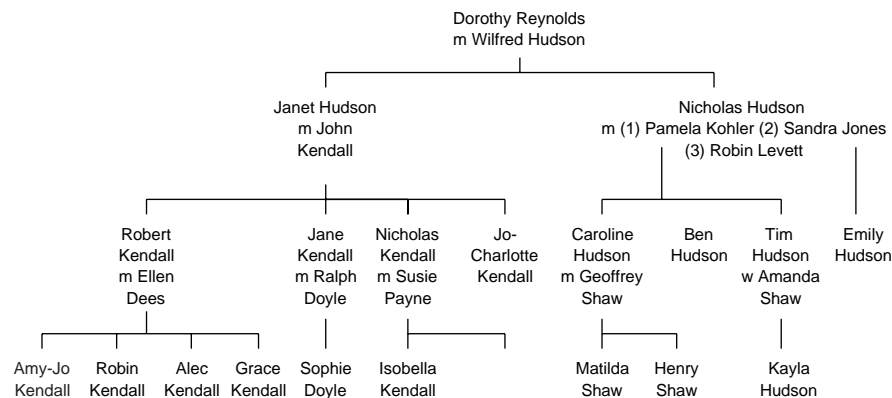 Dorothy Reynolds
m Wilfred Hudson
Janet Hudson
m John
Kendall
Nicholas Hudson
m (1) Pamela Kohler (2) Sandra Jones
(3) Robin Levett
Robert
Kendall
m Ellen
Dees
Jane
Kendall
m Ralph
Doyle
Nicholas
Kendall
m Susie
Payne
Jo-
Charlotte
Kendall
Caroline
Hudson
m Geoffrey
Shaw
Ben
Hudson
Tim
Hudson
w Amanda
Shaw
Emily
Hudson
Amy-Jo
Kendall
Robin
Kendall
Alec
Kendall
Grace
Kendall
Sophie
Doyle
Isobella
Kendall
Matilda
Shaw
Henry
Shaw
Kayla
Hudson